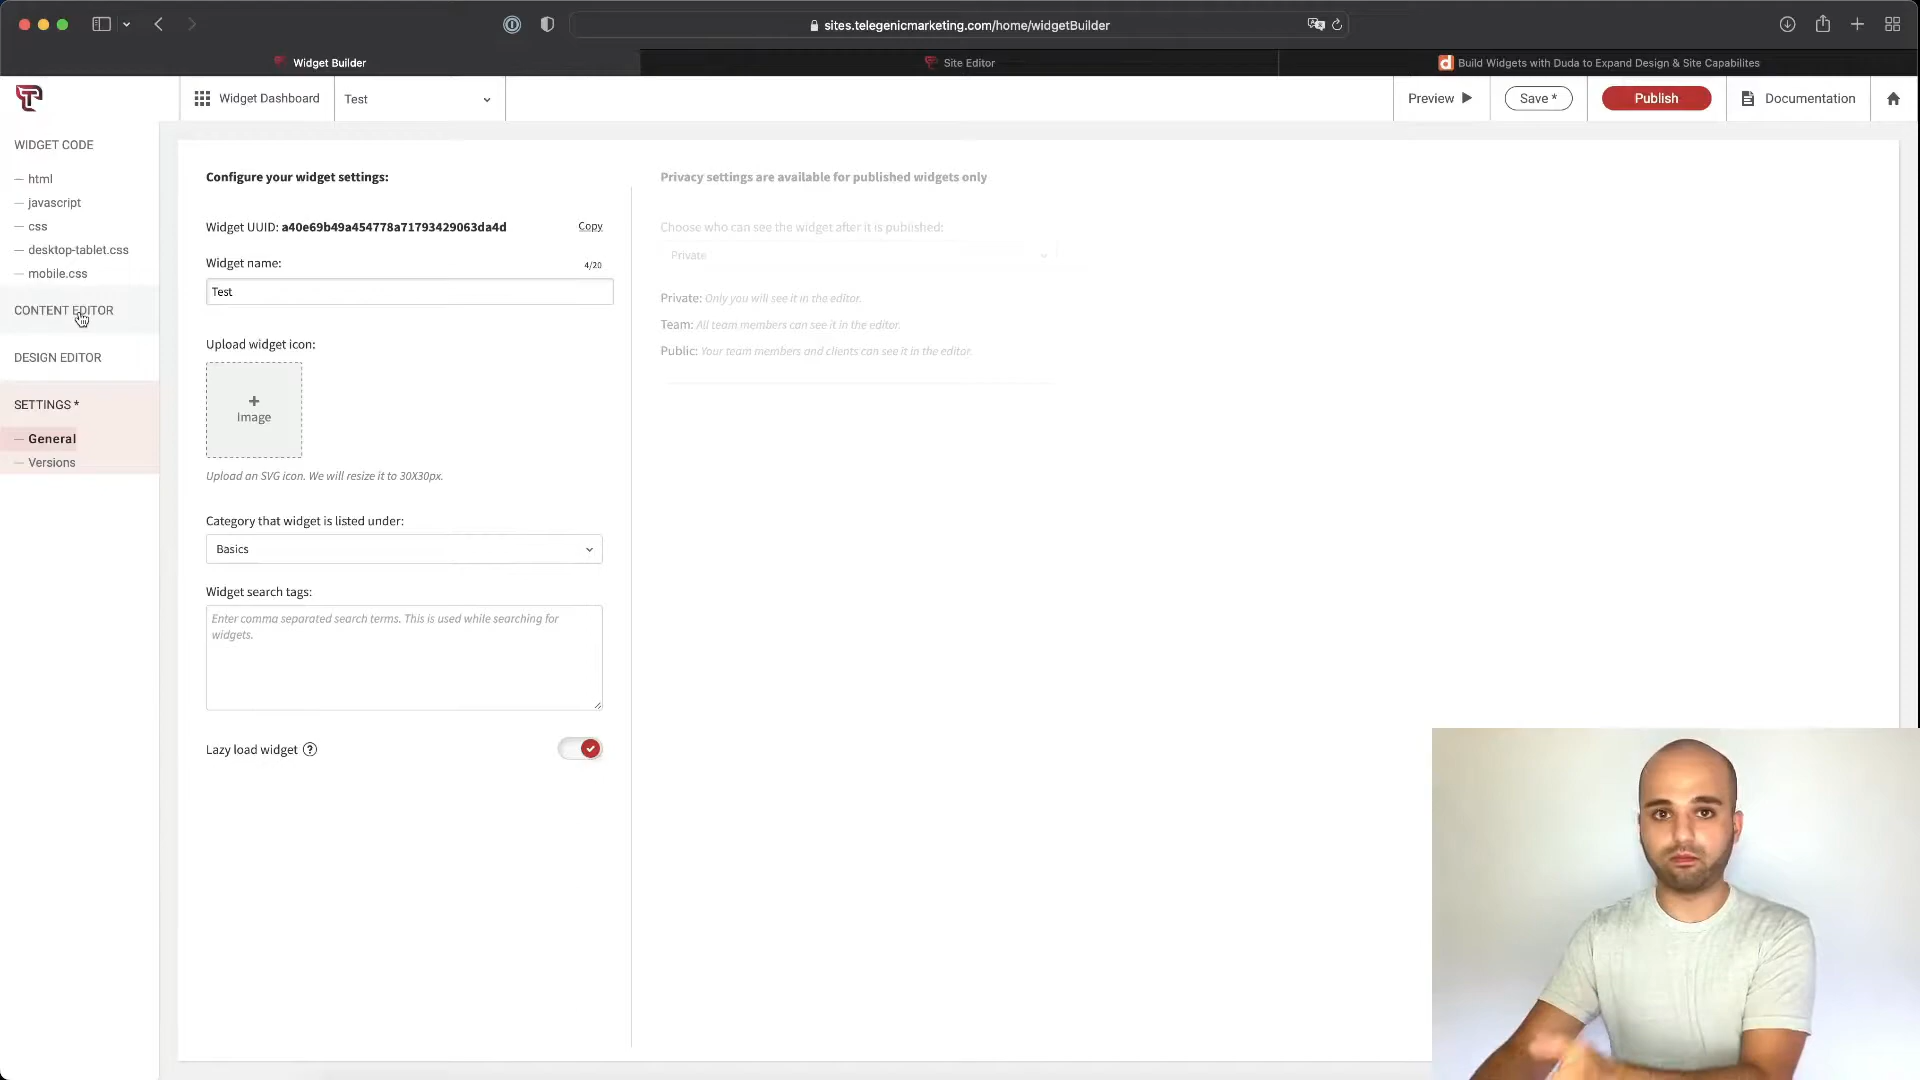 sites.telegenicmarketing.com/home/widgetBuilder
Widget Builder
Site Editor
Build Widgets with Duda to Expand Design & Site Capabilites
Widget Dashboard
Test
Preview
Save *
Publish
Documentation
WIDGET CODE
html
javascript
css
desktop-tablet.css
mobile.css
CONTENT EDITOR
DESIGN EDITOR
SETTINGS *
General
Versions
Configure your widget settings:
Widget UUID: a40e69b49a454778a71793429063da4d
Copy
Widget name:
4/20
Test
Upload widget icon:
+
Image
Upload an SVG icon. We will resize it to 30X30px.
Category that widget is listed under:
Basics
Widget search tags:
Enter comma separated search terms. This is used while searching for
widgets.
Lazy load widget ?
Privacy settings are available for published widgets only
Choose who can see the widget after it is published:
Private
Private: Only you will see it in the editor.
Team: All team members can see it in the editor.
Public: Your team members and clients can see it in the editor.